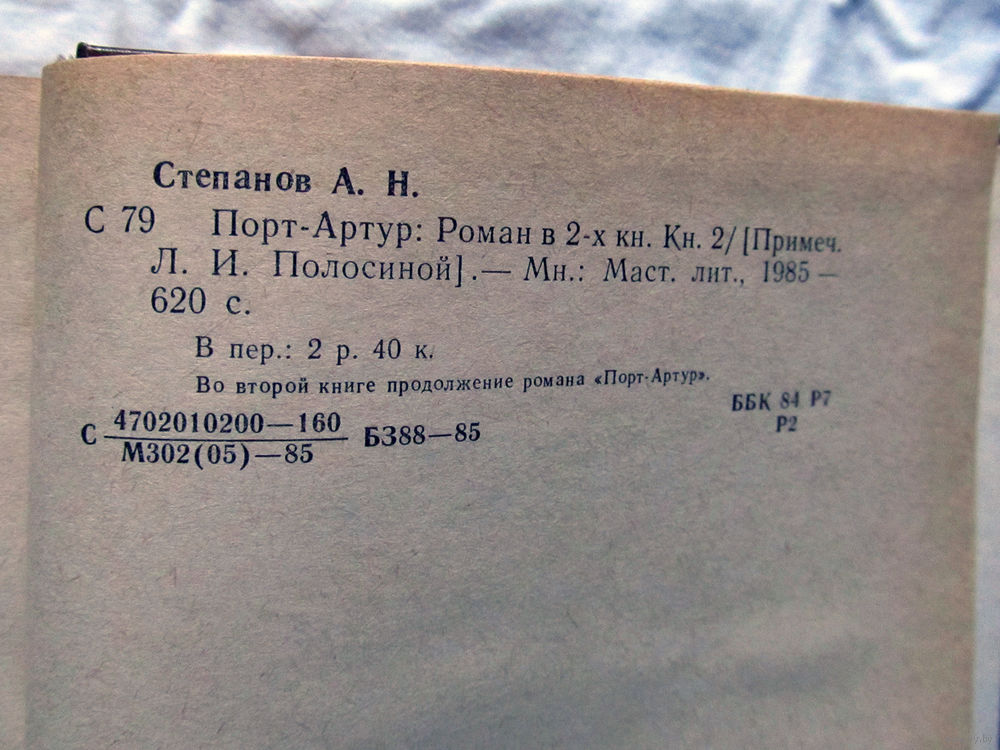 Степанов А. Н.
С 79 Порт-Артур: Роман в 2-х кн. Кн. 2/[Примеч.
Л. И. Полосиной].— Мн.: Маст. лит., 1985 —
620 с.
В пер.: 2 р. 40 к.
Во второй книге продолжение романа «Порт-Артур».
ББК 84 Р7
Р2
С 4702010200—160 БЗ88—85
М302(05)—85